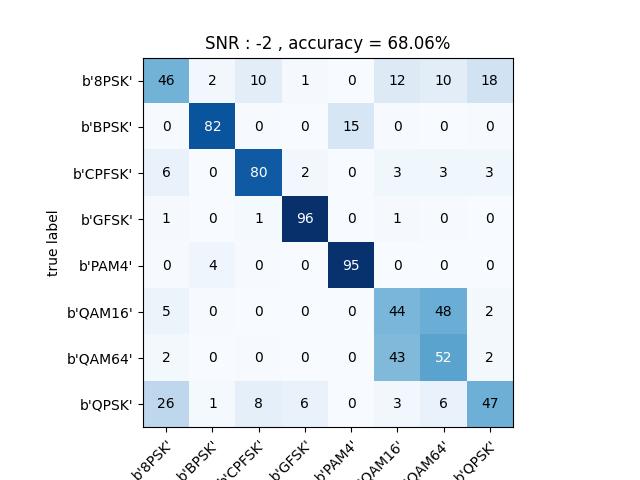 SNR : -2 , accuracy = 68.06%
b'8PSK' 46 2 10 1 0 12 10 18
b'BPSK' 0 82 0 0 15 0 0 0
b'CPFSK' 6 0 80 2 0 3 3 3
b'GFSK' 1 0 1 96 0 1 0 0
b'PAM4' 0 4 0 0 95 0 0 0
b'QAM16' 5 0 0 0 0 44 48 2
b'QAM64' 2 0 0 0 0 43 52 2
b'QPSK' 26 1 8 6 0 3 6 47
true label
b'8PSK' b'BPSK' 'CPFSK' b'GFSK' b'PAM4' QAM16' QAM64' b'QPSK'